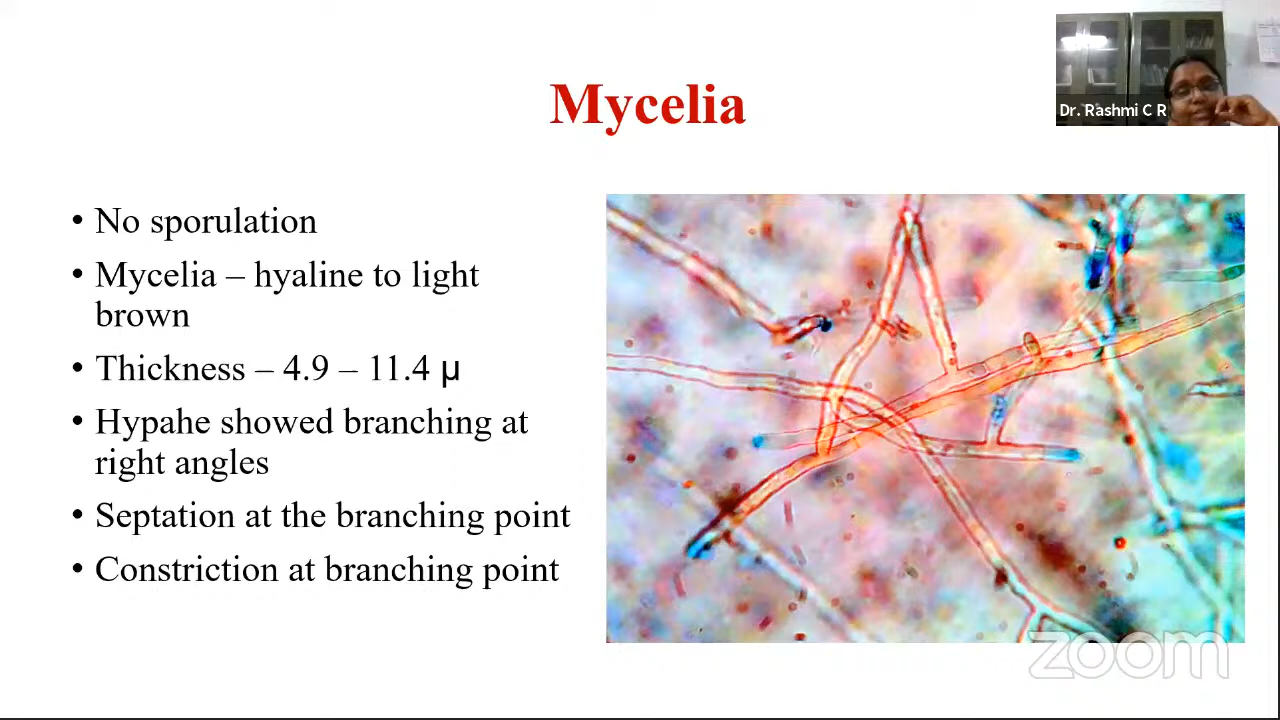 Mycelia
Dr. Rashmi C R
• No sporulation
• Mycelia – hyaline to light
brown
• Thickness – 4.9 – 11.4 μ
• Hypahe showed branching at
right angles
• Septation at the branching point
• Constriction at branching point
zoom